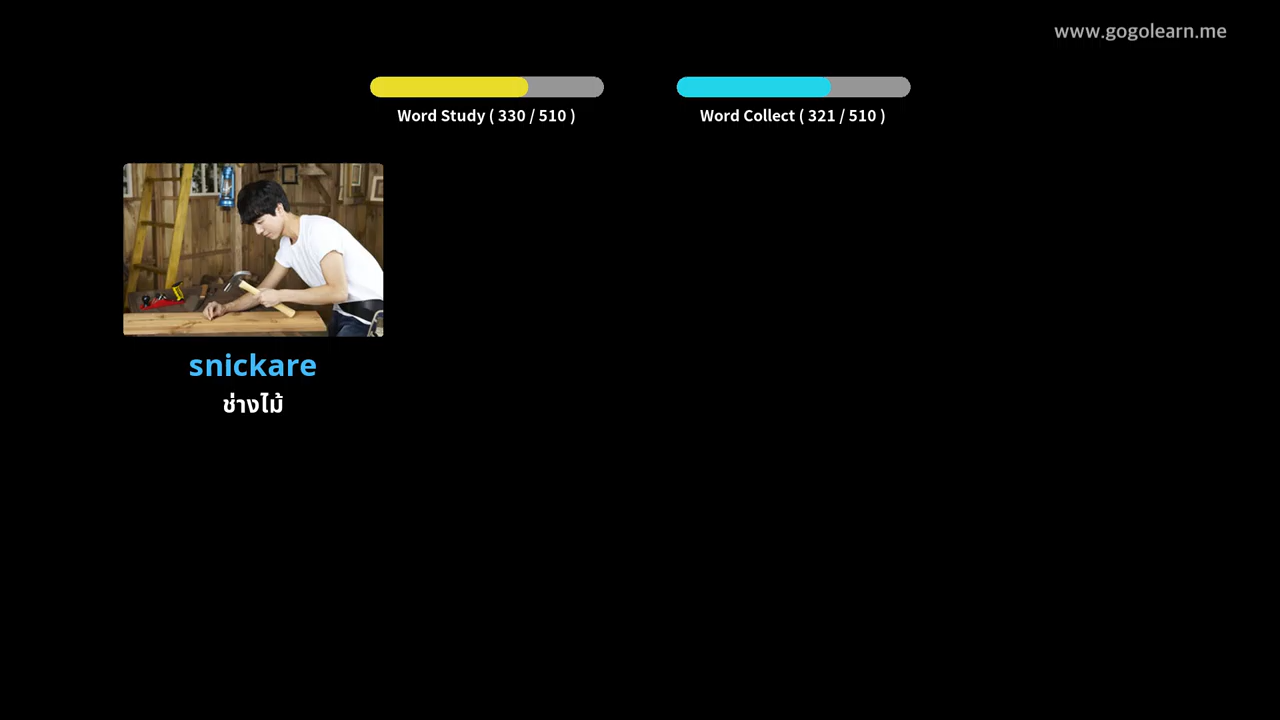 www.gogolearn.me
Word Study ( 330 / 510 )
Word Collect ( 321 / 510 )
snickare
ช่างไม้